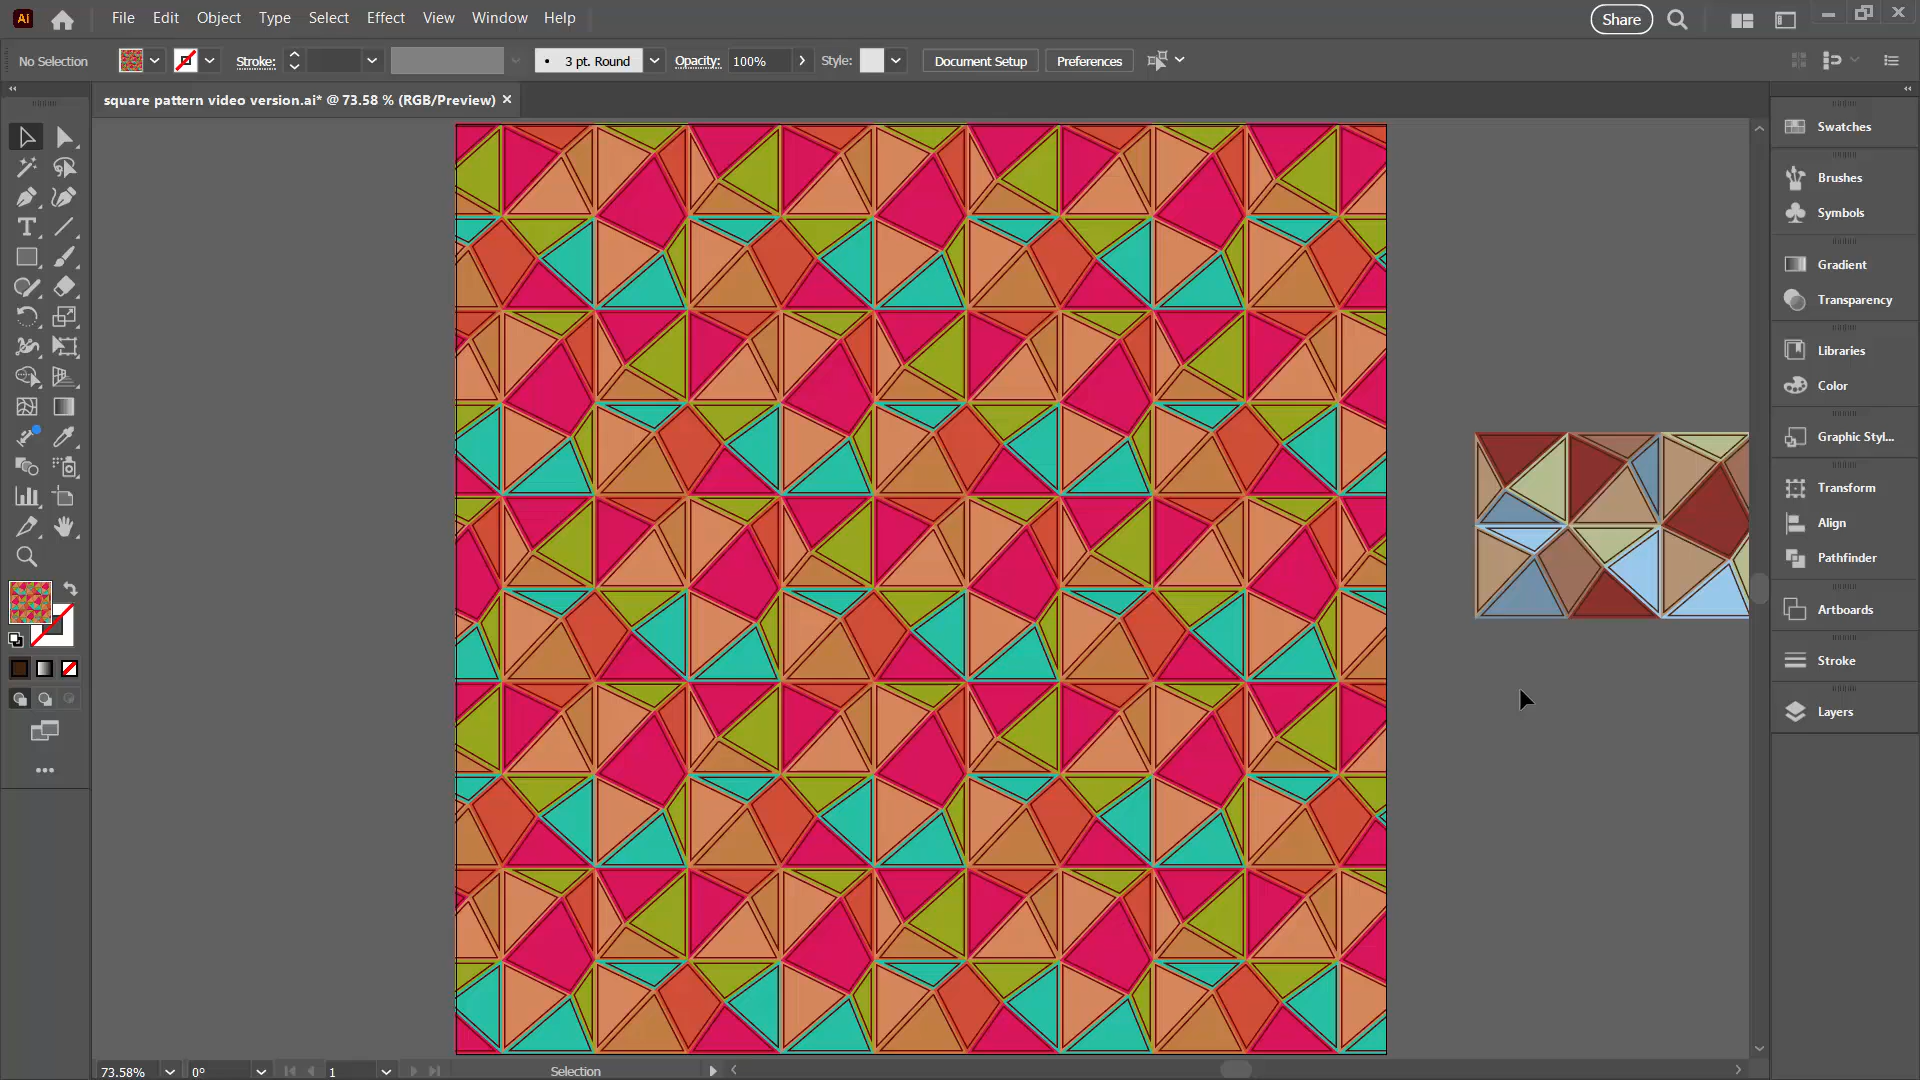 Ai File Edit Object Type Select Effect View Window Help Share
No Selection Stroke: 3 pt. Round Opacity: 100% Style: Document Setup Preferences
square pattern video version.ai* @ 73.58 % (RGB/Preview)
Swatches
Brushes
Symbols
Gradient
Transparency
Libraries
Color
Graphic Styl...
Transform
Align
Pathfinder
Artboards
Stroke
Layers
73.58% 0° 1 Selection